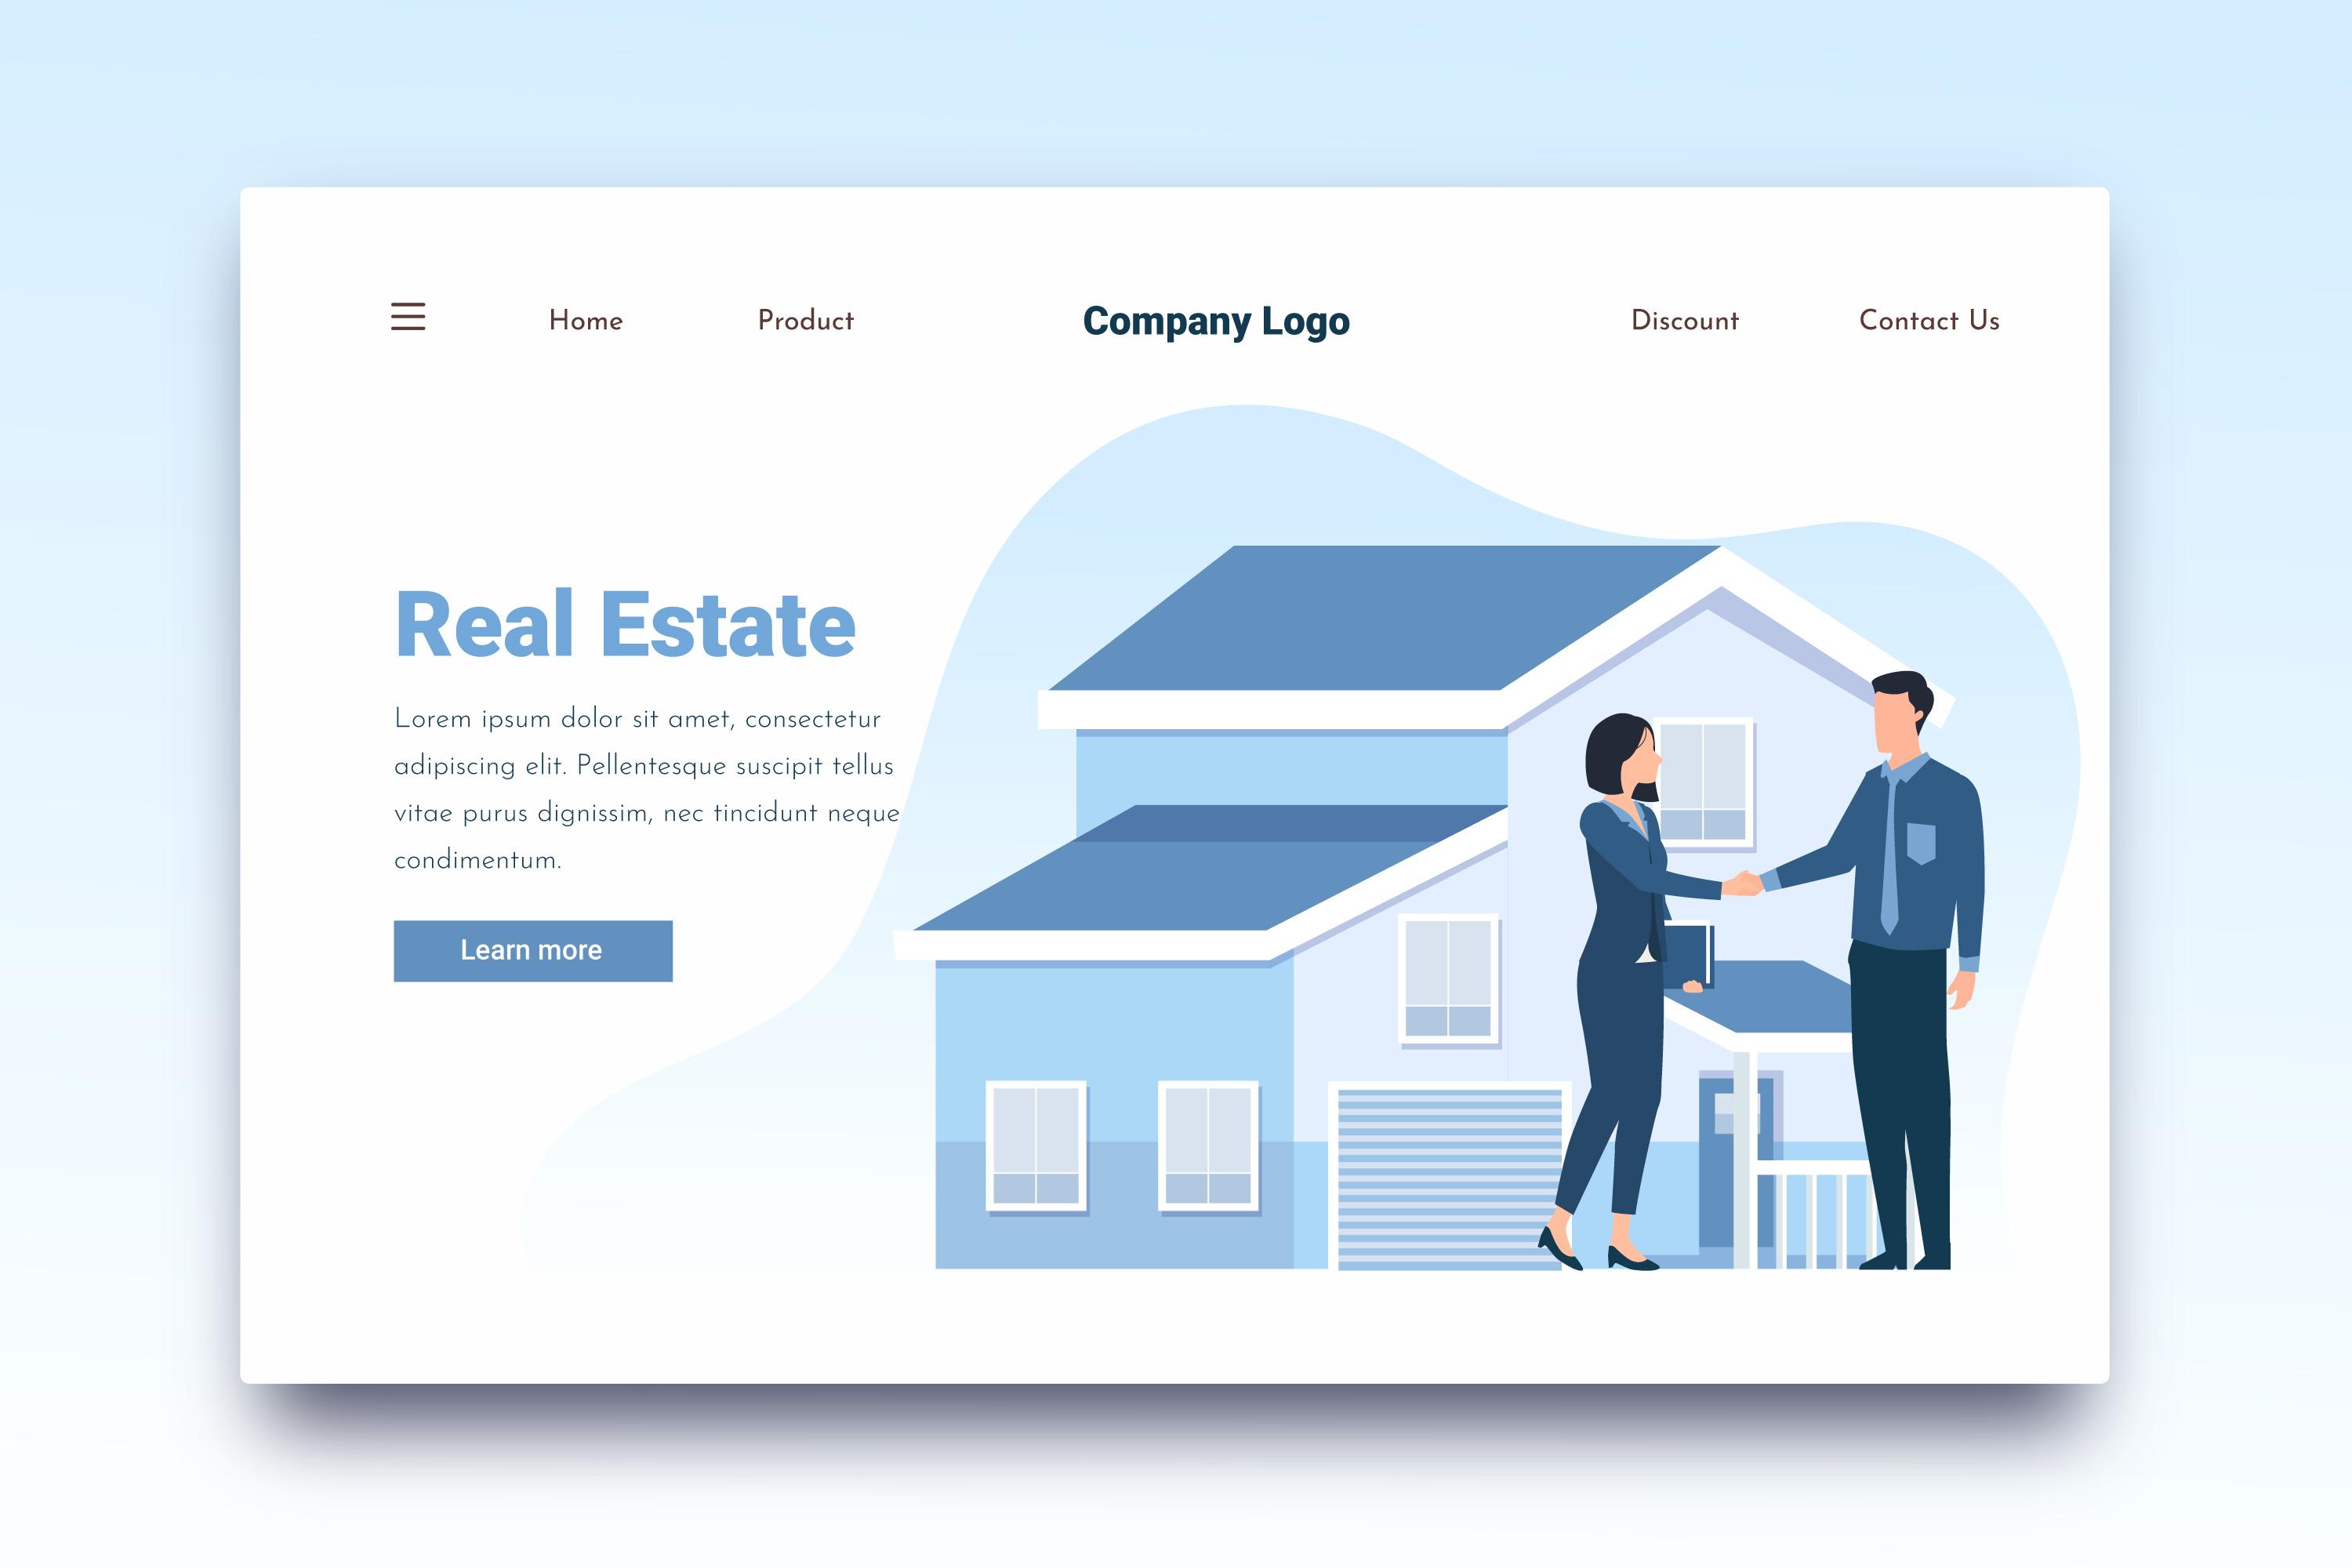 Home
Product
Company Logo
Discount
Contact Us
Real Estate
Lorem ipsum dolor sit amet, consectetur
adipiscing elit. Pellentesque suscipit tellus
vitae purus dignissim, nec tincidunt neque
condimentum.
Learn more